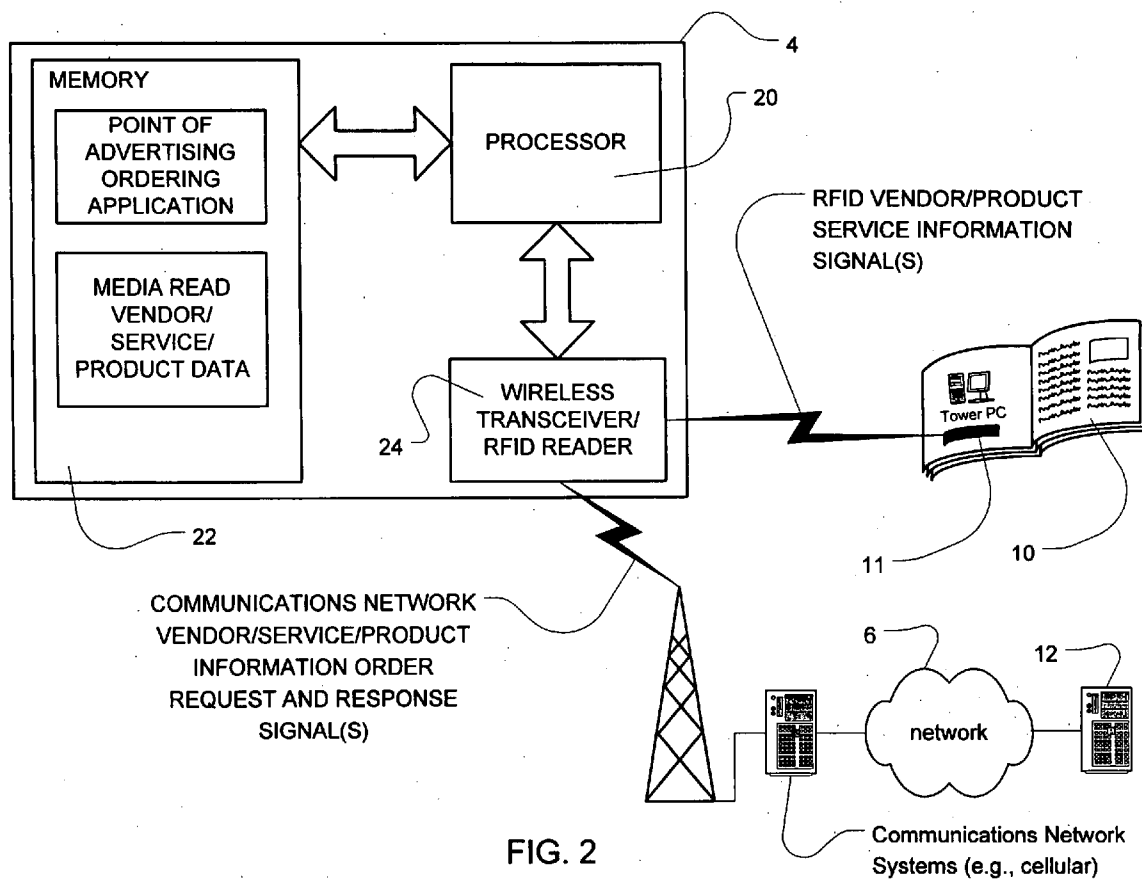 4
MEMORY
POINT OF
ADVERTISING
ORDERING
APPLICATION
MEDIA READ
VENDOR/
SERVICE/
PRODUCT DATA
22
PROCESSOR
20
WIRELESS
TRANSCEIVER/
RFID READER
24
RFID VENDOR/PRODUCT
SERVICE INFORMATION
SIGNAL(S)
Tower PC
11
10
COMMUNICATIONS NETWORK
VENDOR/SERVICE/PRODUCT
INFORMATION ORDER
REQUEST AND RESPONSE
SIGNAL(S)
6
12
network
Communications Network
Systems (e.g., cellular)
FIG. 2